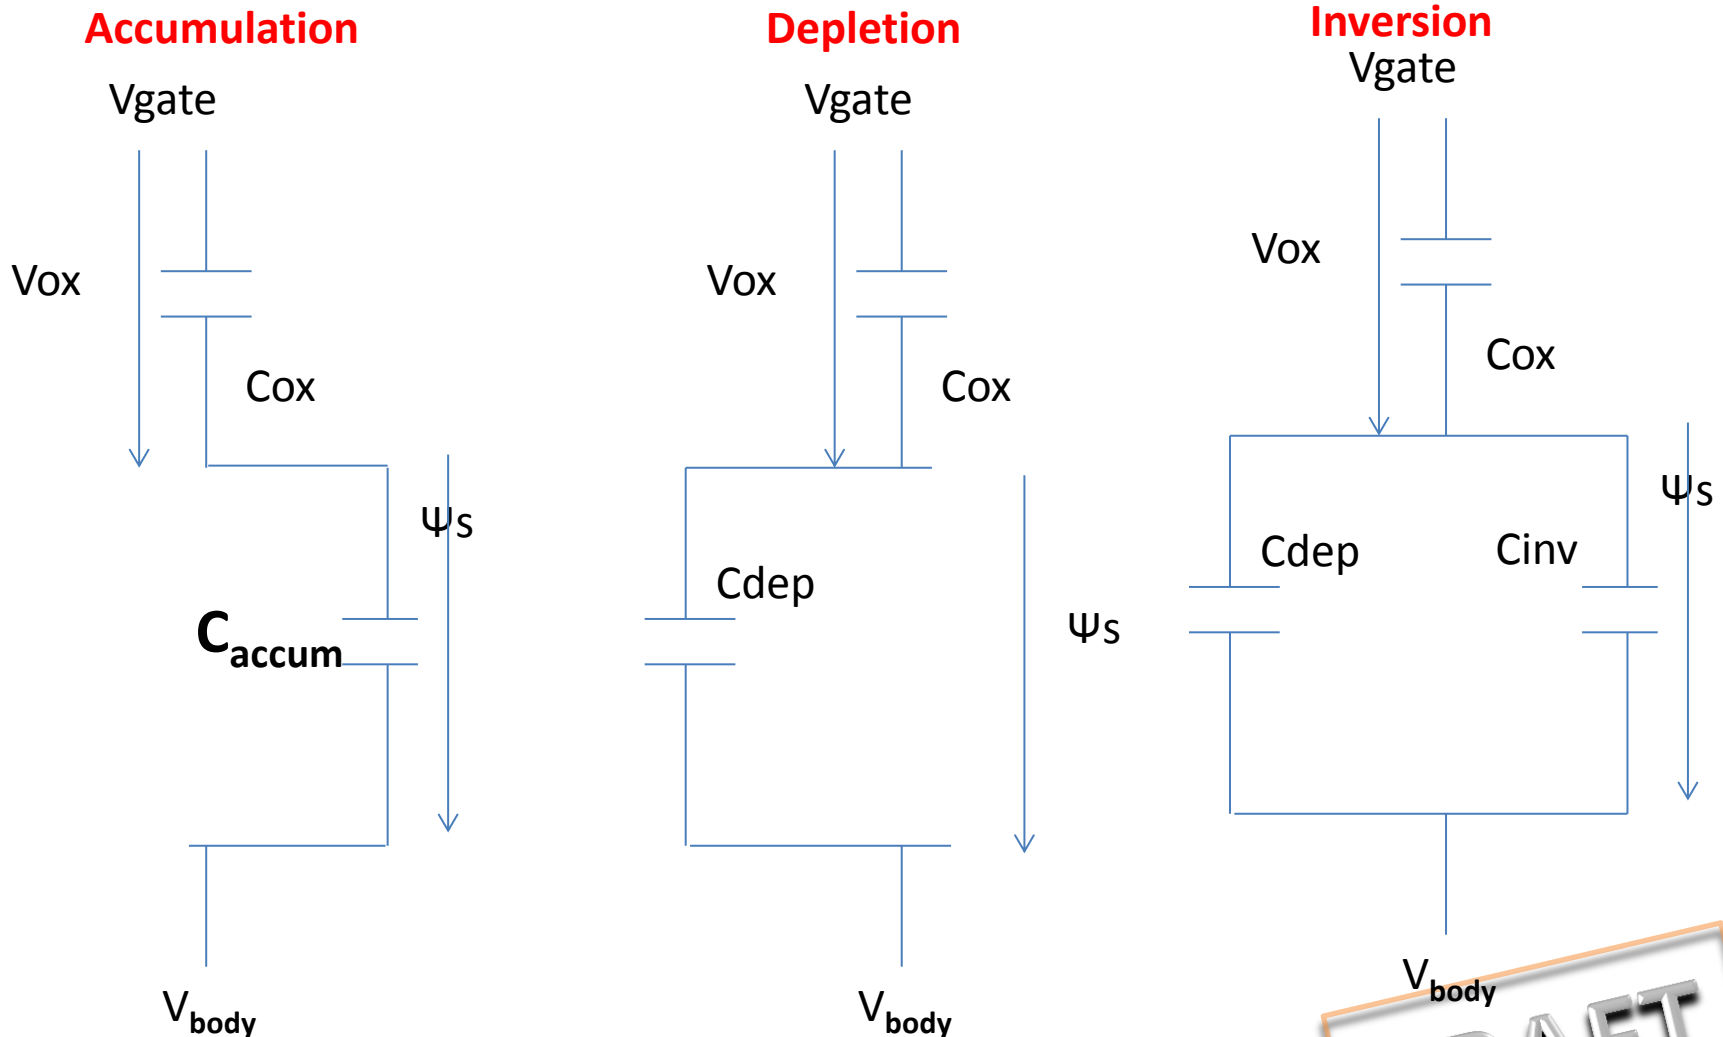 Accumulation
Vgate
Vox
Cox
Ψs
Caccum
Vbody
Depletion
Vgate
Vox
Cox
Cdep
Ψs
Vbody
Inversion
Vgate
Vox
Cox
Ψs
Cdep
Cinv
Vbody